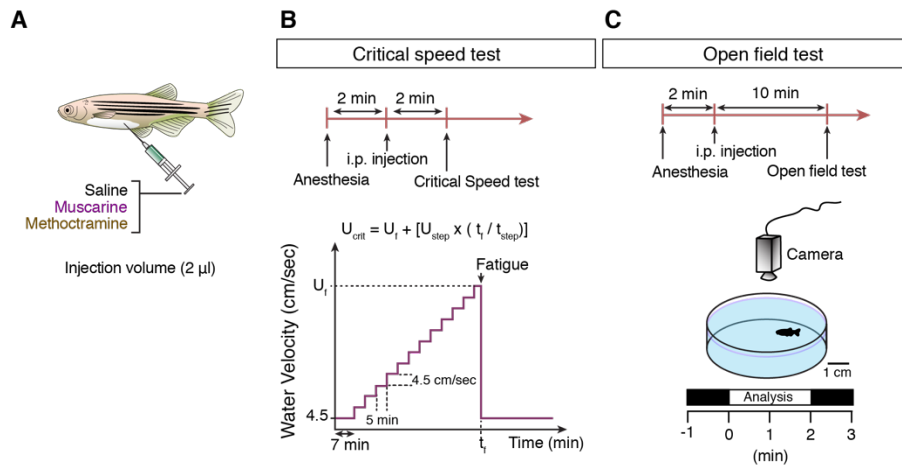 A
Saline
Muscarine
Methoctramine
Injection volume (2 µl)
B
Critical speed test
2 min
2 min
i.p. injection
Anesthesia
Critical Speed test
U_crit = U_f + [U_step x ( t_f / t_step)]
Fatigue
U_f
Water Velocity (cm/sec)
4.5 cm/sec
5 min
4.5
7 min
t_f
Time (min)
C
Open field test
2 min
10 min
i.p. injection
Anesthesia
Open field test
Camera
1 cm
Analysis
-1 0 1 2 3
(min)